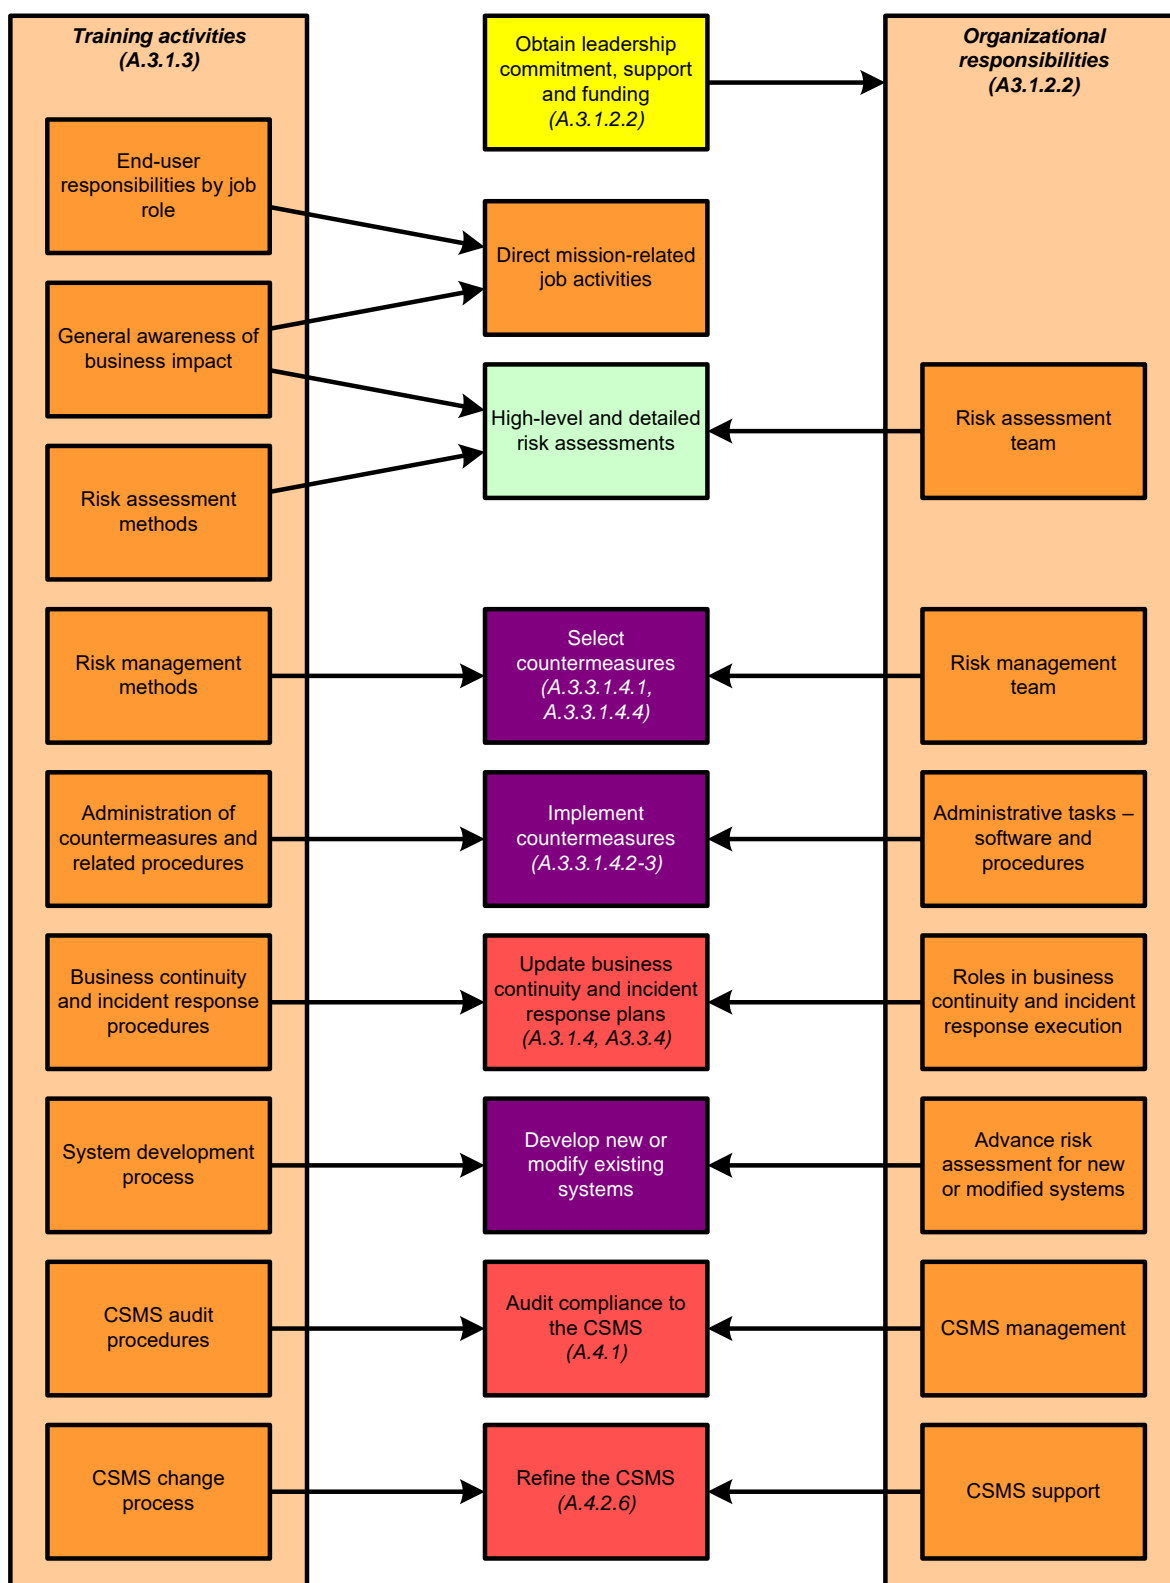 Training activities
(A.3.1.3)
Obtain leadership
commitment, support
and funding
(A.3.1.2.2)
Organizational
responsibilities
(A3.1.2.2)
End-user
responsibilities by job
role
Direct mission-related
job activities
General awareness of
business impact
High-level and detailed
risk assessments
Risk assessment
team
Risk assessment
methods
Risk management
methods
Select
countermeasures
(A.3.3.1.4.1,
A.3.3.1.4.4)
Risk management
team
Administration of
countermeasures and
related procedures
Implement
countermeasures
(A.3.3.1.4.2-3)
Administrative tasks –
software and
procedures
Business continuity
and incident response
procedures
Update business
continuity and incident
response plans
(A.3.1.4, A3.3.4)
Roles in business
continuity and incident
response execution
System development
process
Develop new or
modify existing
systems
Advance risk
assessment for new
or modified systems
CSMS audit
procedures
Audit compliance to
the CSMS
(A.4.1)
CSMS management
CSMS change
process
Refine the CSMS
(A.4.2.6)
CSMS support